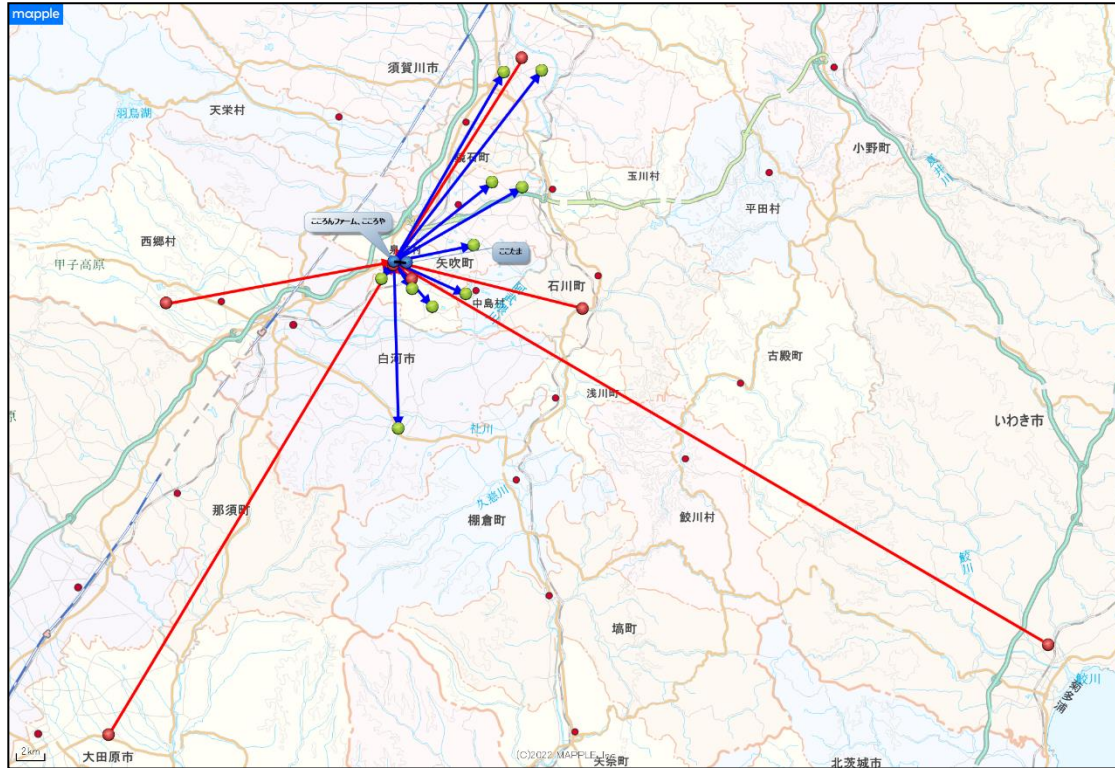 mapple
須賀川市
天栄村
羽鳥湖
鏡石町
玉川村
小野町
平田村
こころんファーム、こころや
西郷村
甲子高原
矢吹町
ここたま
石川町
中島村
白河市
古殿町
浅川町
社川
いわき市
久慈川
那須町
棚倉町
鮫川村
鮫川
塙町
鮫川
菊多浦
2km
大田原市
(C)2022 MAPPLE, Inc.
矢祭町
北茨城市